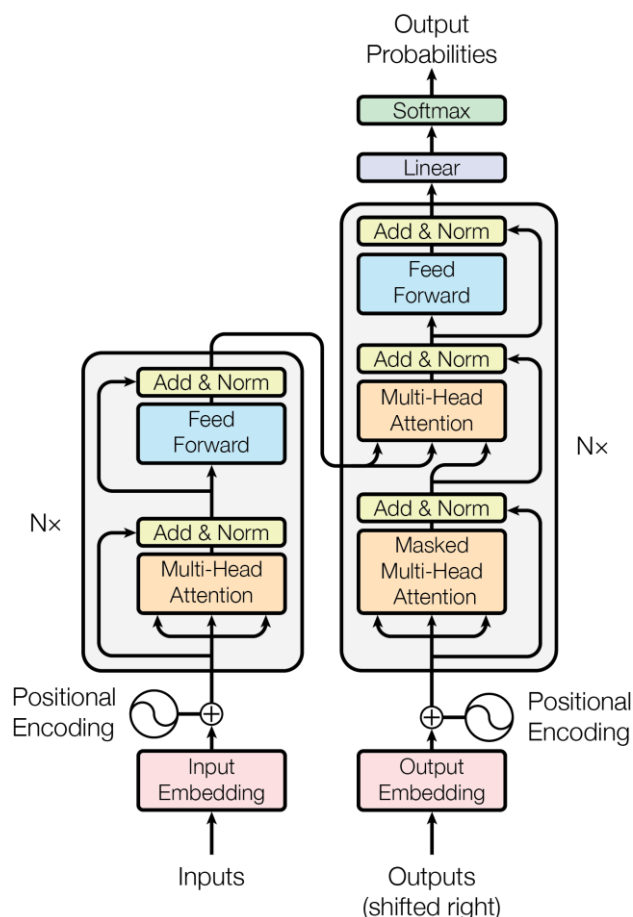 Output
Probabilities
Softmax
Linear
Add & Norm
Feed
Forward
Add & Norm
Multi-Head
Attention
Add & Norm
Masked
Multi-Head
Attention
N×
Add & Norm
Feed
Forward
Add & Norm
Multi-Head
Attention
N×
Positional
Encoding
Positional
Encoding
Input
Embedding
Output
Embedding
Inputs
Outputs
(shifted right)